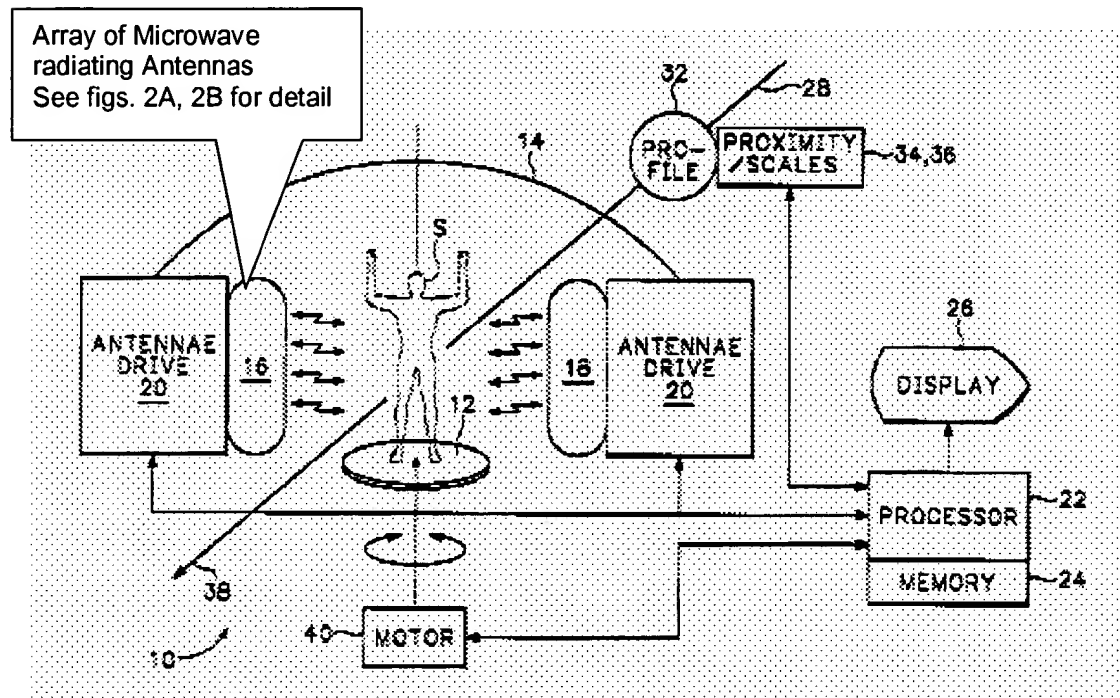 Array of Microwave
radiating Antennas
See figs. 2A, 2B for detail
32
28
14
PRO-
FILE
PROXIMITY
/SCALES
34,36
S
ANTENNAE
DRIVE
20
16
18
ANTENNAE
DRIVE
20
26
DISPLAY
12
PROCESSOR
22
MEMORY
24
38
10
40
MOTOR